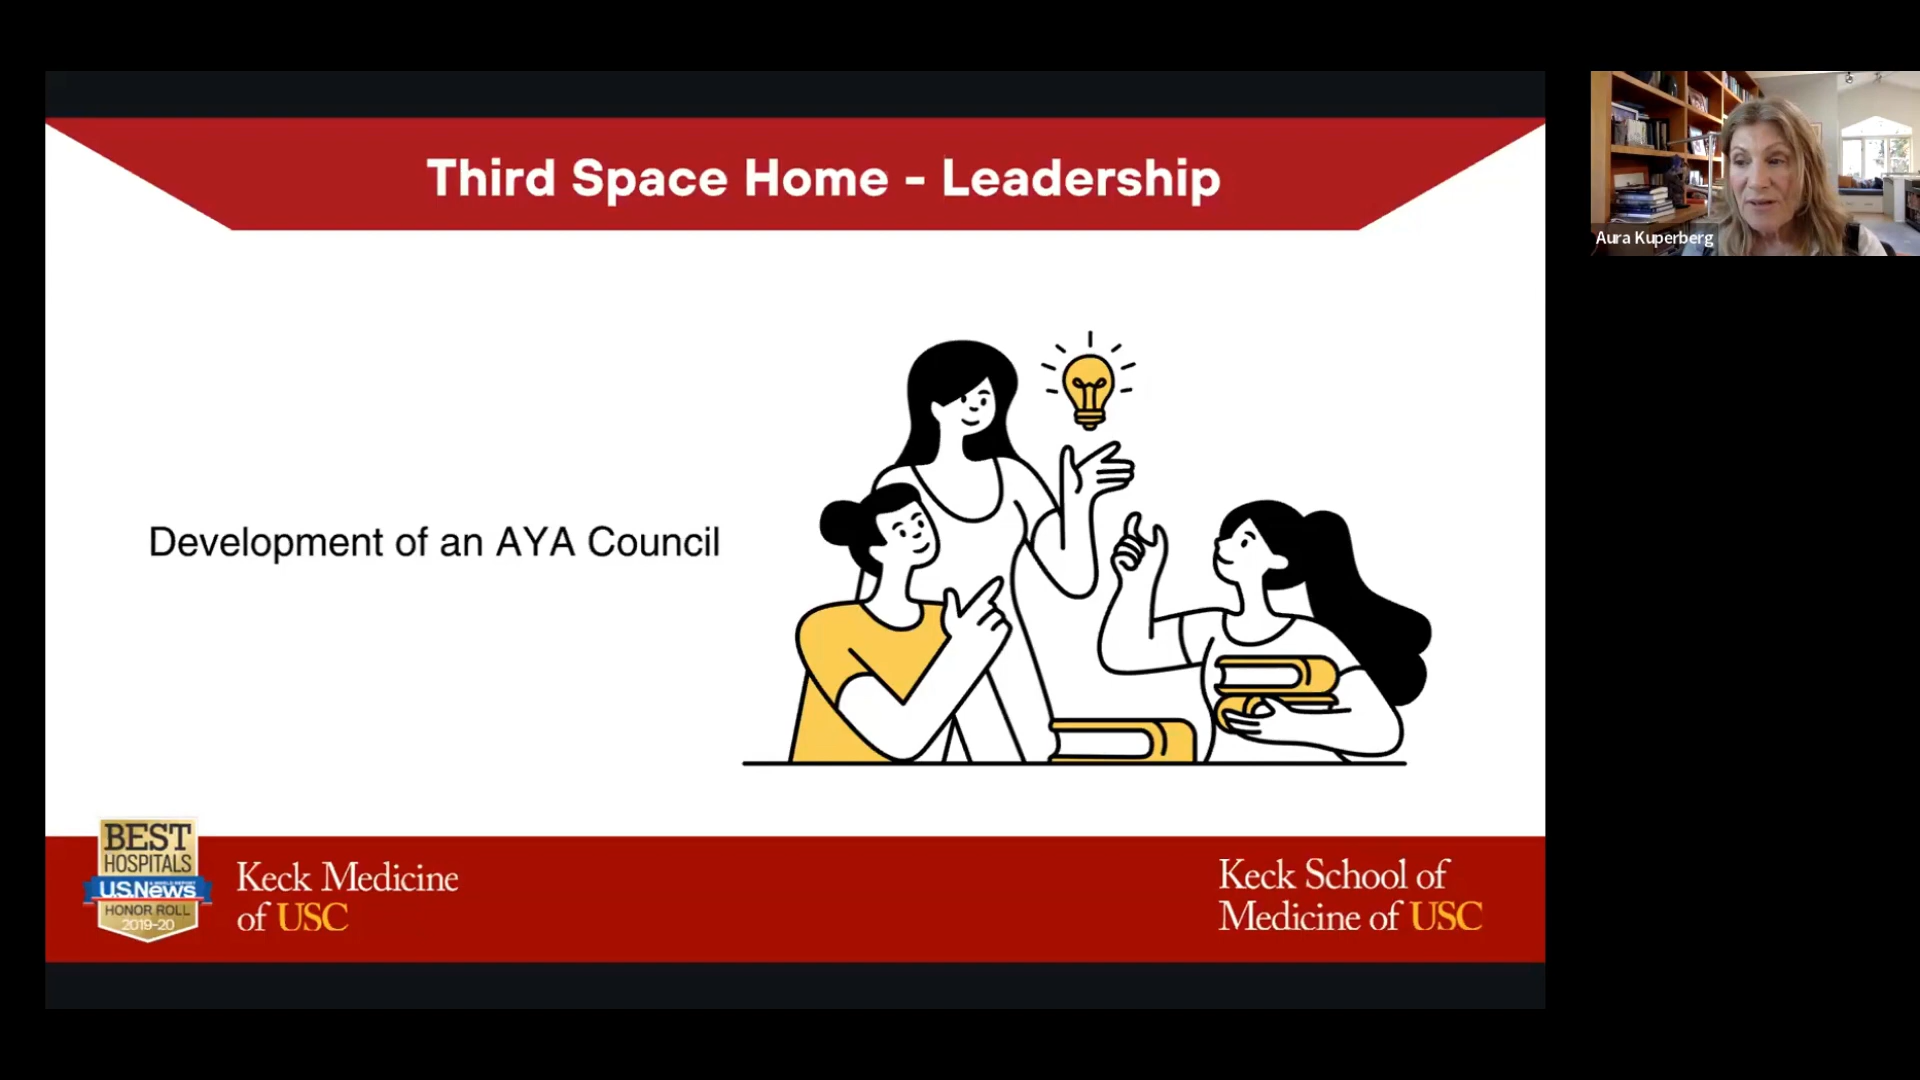 Third Space Home - Leadership
Aura Kuperberg
Development of an AYA Council
BEST
HOSPITALS
U.S.News
HONOR ROLL
2019-20
Keck Medicine
of USC
Keck School of
Medicine of USC